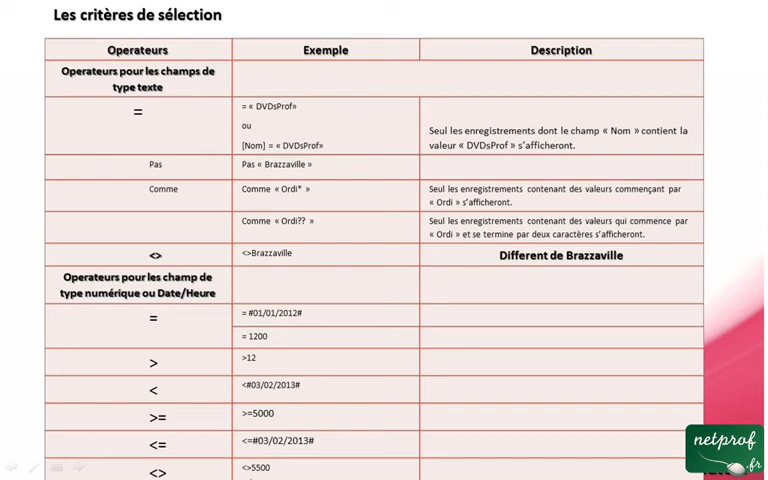 Les critères de sélection
Operateurs Exemple Description
Operateurs pour les champs de
type texte
= = « DVDsProf»
ou
[Nom] = « DVDsProf»
Seul les enregistrements dont le champ « Nom » contient la
valeur « DVDsProf » s'afficheront.
Pas Pas « Brazzaville »
Comme Comme « Ordi* » Seul les enregistrements contenant des valeurs commençant par
« Ordi » s'afficheront.
Comme « Ordi?? » Seul les enregistrements contenant des valeurs qui commence par
« Ordi » et se termine par deux caractères s'afficheront.
<> <>Brazzaville Different de Brazzaville
Operateurs pour les champ de
type numérique ou Date/Heure
= = #01/01/2012#
= 1200
> >12
< <#03/02/2013#
>= >=5000
<= <=#03/02/2013#
<> <>5500
netprof
.fr